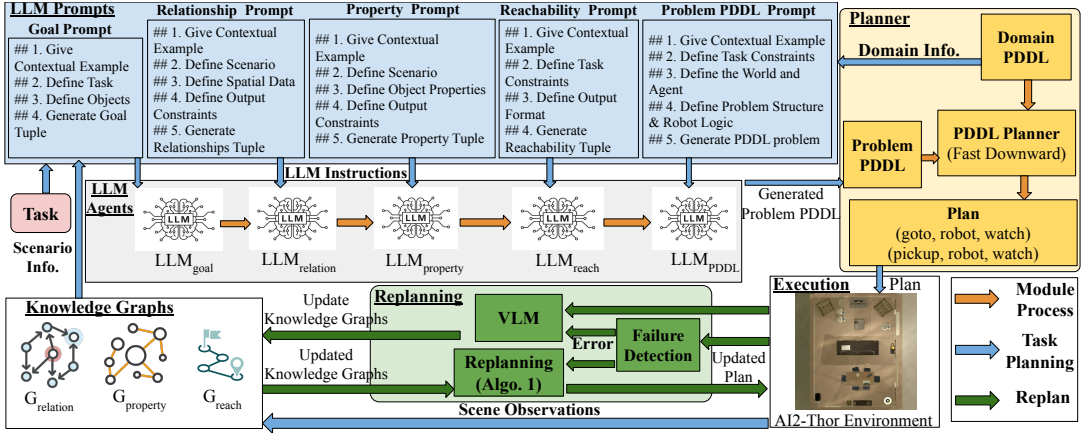 LLM Prompts
Goal Prompt
## 1. Give
Contextual Example
## 2. Define Task
## 3. Define Objects
## 4. Generate Goal
Tuple
Relationship Prompt
## 1. Give Contextual
Example
## 2. Define Scenario
## 3. Define Spatial Data
## 4. Define Output
Constraints
## 5. Generate
Relationships Tuple
Property Prompt
## 1. Give Contextual
Example
## 2. Define Scenario
## 3. Define Object Properties
## 4. Define Output
Constraints
## 5. Generate Property Tuple
Reachability Prompt
## 1. Give Contextual
Example
## 2. Define Task
Constraints
## 3. Define Output
Format
## 4. Generate
Reachability Tuple
Problem PDDL Prompt
## 1. Give Contextual Example
## 2. Define Task Constraints
## 3. Define the World and
Agent
## 4. Define Problem Structure
& Robot Logic
## 5. Generate PDDL problem
Planner
Domain Info.
Domain
PDDL
Problem
PDDL
PDDL Planner
(Fast Downward)
Plan
(goto, robot, watch)
(pickup, robot, watch)
Task
Scenario
Info.
LLM Instructions
LLM
Agents
LLM
LLM
LLM
LLM
LLM
LLMgoal
LLMrelation
LLMproperty
LLMreach
LLMPDDL
Generated
Problem PDDL
Knowledge Graphs
Grelation
Gproperty
Greach
Update
Knowledge Graphs
Updated
Knowledge Graphs
Replanning
VLM
Error
Failure
Detection
Replanning
(Algo. 1)
Updated
Plan
Scene Observations
Execution
Plan
AI2-Thor Environment
Module
Process
Task
Planning
Replan